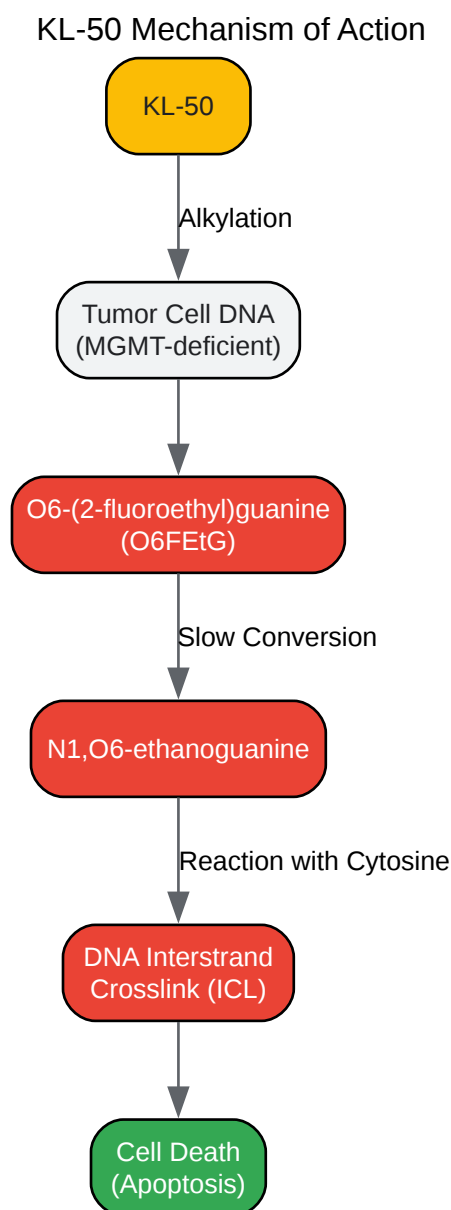 KL-50 Mechanism of Action
KL-50
Alkylation
Tumor Cell DNA
(MGMT-deficient)
O6-(2-fluoroethyl)guanine
(O6FEtG)
Slow Conversion
N1,O6-ethanoguanine
Reaction with Cytosine
DNA Interstrand
Crosslink (ICL)
Cell Death
(Apoptosis)